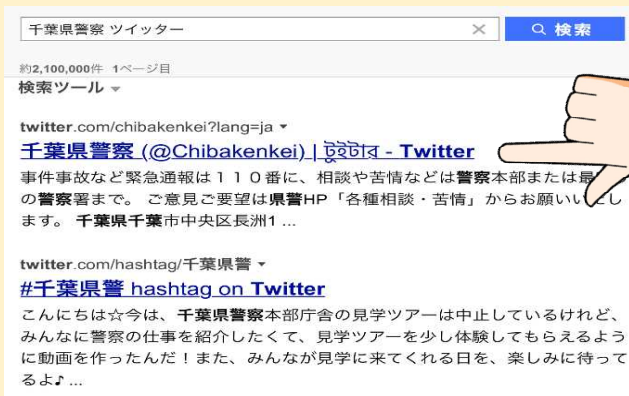 千葉県警察 ツイッター
検索
約2,100,000件 1ページ目
検索ツール
twitter.com/chibakenkei?lang=ja
千葉県警察 (@Chibakenkei) | টুইটার - Twitter
事件事故など緊急通報は１１０番に、相談や苦情などは警察本部または最
の警察署まで。 ご意見ご要望は県警HP「各種相談・苦情」からお願いいたし
ます。 千葉県千葉市中央区長洲1 ...
twitter.com/hashtag/千葉県警
#千葉県警 hashtag on Twitter
こんにちは☆今は、千葉県警察本部庁舎の見学ツアーは中止しているけれど、
みんなに警察の仕事を紹介したくて、見学ツアーを少し体験してもらえるよう
に動画を作ったんだ！また、みんなが見学に来てくれる日を、楽しみに待って
るよ♪ ...